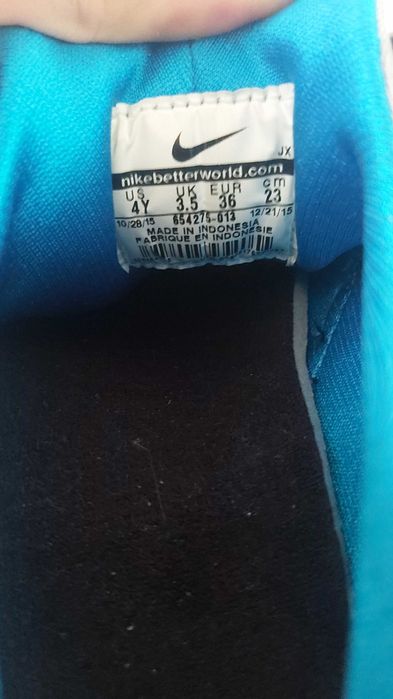 JX
nikebetterworld.com
US UK EUR cm
4Y 3.5 36 23
10/28/15 654275-013 12/21/15
MADE IN INDONESIA
FABRIQUE EN INDONESIE